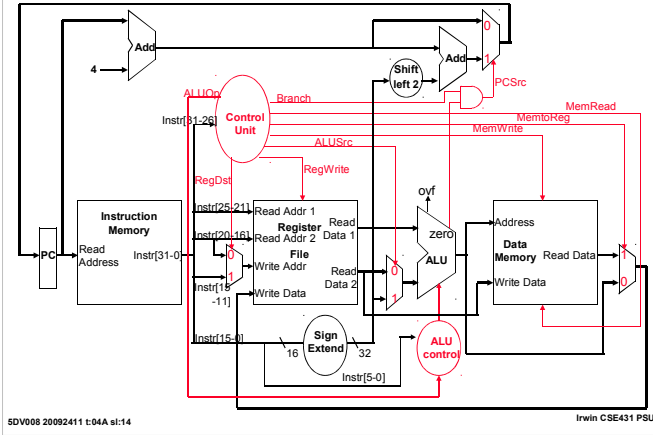 0
Add
Add
Shift
left 2
4
1
PCSrc
ALUOp
Branch
MemRead
Instr[31-26]
Control
Unit
MemtoReg
MemWrite
ALUSrc
RegWrite
RegDst
ovf
Instr[25-21]
Read Addr 1
Instruction
Memory
Register
Read
Data 1
zero
Address
Instr[20-16]
Read Addr 2
Data
Memory
PC
Read
Address
Instr[31-0]
0
File
ALU
Read Data
1
Write Addr
Read
Data 2
0
1
Instr[15
-11]
Write Data
1
Write Data
0
Instr[15-0]
Sign
Extend
16
32
ALU
control
Instr[5-0]
5DV008 20092411 t:04A sl:14
Irwin CSE431 PSU